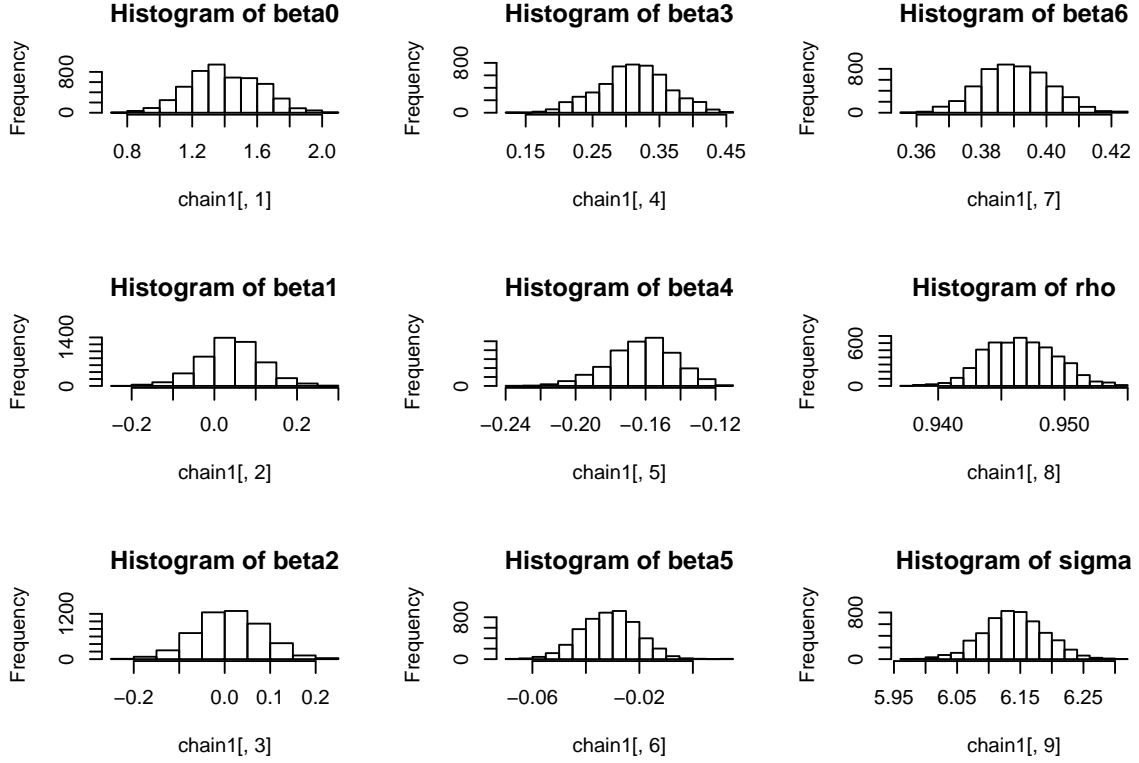 Histogram of beta0
Frequency
0 800
0.8 1.2 1.6 2.0
chain1[, 1]
Histogram of beta3
Frequency
0 800
0.15 0.25 0.35 0.45
chain1[, 4]
Histogram of beta6
Frequency
0 800
0.36 0.38 0.40 0.42
chain1[, 7]
Histogram of beta1
Frequency
0 1400
−0.2 0.0 0.2
chain1[, 2]
Histogram of beta4
Frequency
0
−0.24 −0.20 −0.16 −0.12
chain1[, 5]
Histogram of rho
Frequency
0 600
0.940 0.950
chain1[, 8]
Histogram of beta2
Frequency
0 1200
−0.2 0.0 0.1 0.2
chain1[, 3]
Histogram of beta5
Frequency
0 800
−0.06 −0.02
chain1[, 6]
Histogram of sigma
Frequency
0 800
5.95 6.05 6.15 6.25
chain1[, 9]